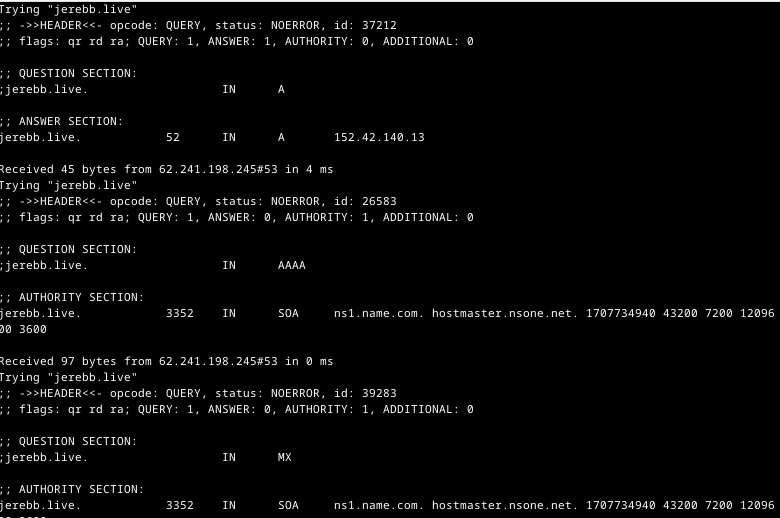 Trying "jerebb.live"
;; ->>HEADER<<- opcode: QUERY, status: NOERROR, id: 37212
;; flags: qr rd ra; QUERY: 1, ANSWER: 1, AUTHORITY: 0, ADDITIONAL: 0
;; QUESTION SECTION:
;jerebb.live. IN A
;; ANSWER SECTION:
jerebb.live. 52 IN A 152.42.140.13
Received 45 bytes from 62.241.198.245#53 in 4 ms
Trying "jerebb.live"
;; ->>HEADER<<- opcode: QUERY, status: NOERROR, id: 26583
;; flags: qr rd ra; QUERY: 1, ANSWER: 0, AUTHORITY: 1, ADDITIONAL: 0
;; QUESTION SECTION:
;jerebb.live. IN AAAA
;; AUTHORITY SECTION:
jerebb.live. 3352 IN SOA ns1.name.com. hostmaster.nsone.net. 1707734940 43200 7200 12096
00 3600
Received 97 bytes from 62.241.198.245#53 in 0 ms
Trying "jerebb.live"
;; ->>HEADER<<- opcode: QUERY, status: NOERROR, id: 39283
;; flags: qr rd ra; QUERY: 1, ANSWER: 0, AUTHORITY: 1, ADDITIONAL: 0
;; QUESTION SECTION:
;jerebb.live. IN MX
;; AUTHORITY SECTION:
jerebb.live. 3352 IN SOA ns1.name.com. hostmaster.nsone.net. 1707734940 43200 7200 12096